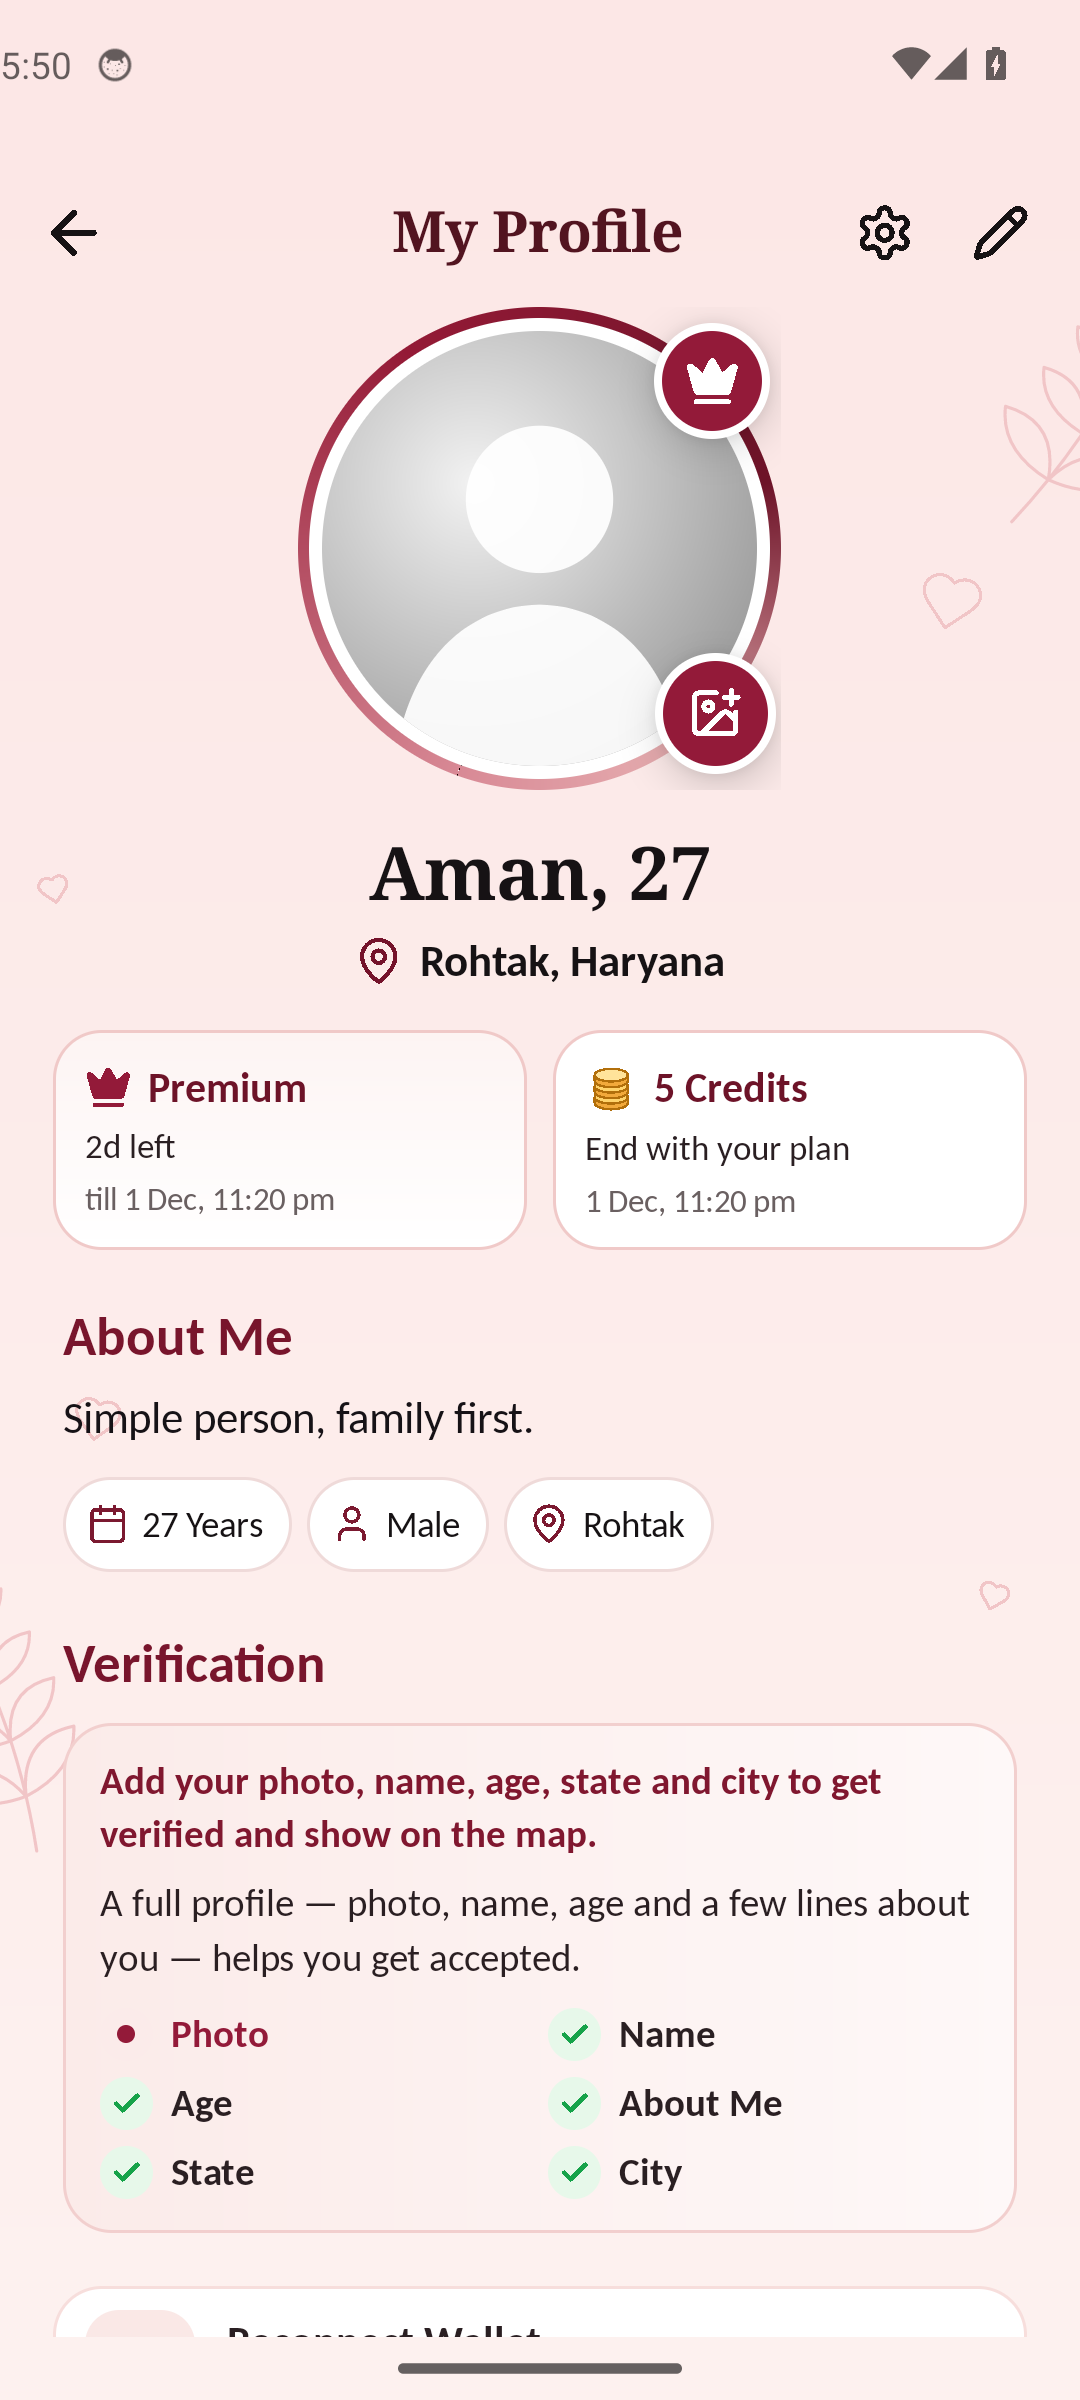 5:50
My Profile
Aman, 27
Rohtak, Haryana
Premium
2d left
till 1 Dec, 11:20 pm
5 Credits
End with your plan
1 Dec, 11:20 pm
About Me
Simple person, family first.
27 Years
Male
Rohtak
Verification
Add your photo, name, age, state and city to get
verified and show on the map.
A full profile — photo, name, age and a few lines about
you — helps you get accepted.
Photo
Name
Age
About Me
State
City
Reconnect Wallet